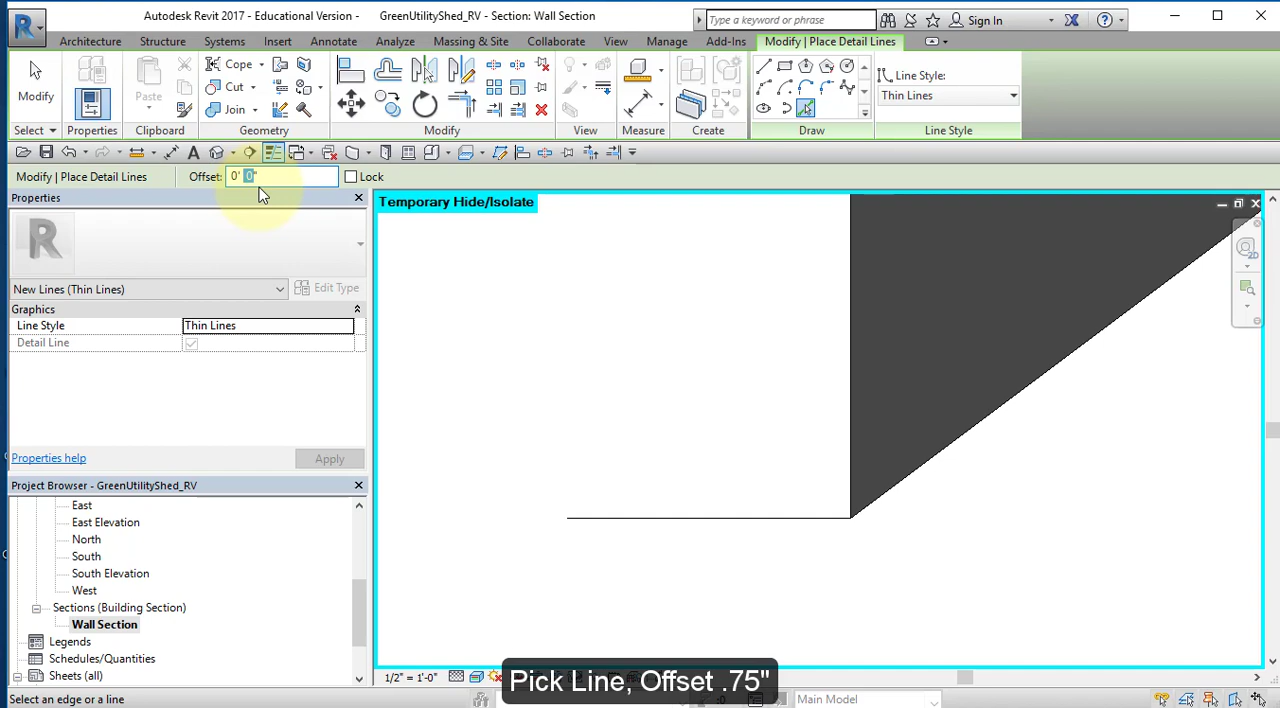 Autodesk Revit 2017 - Educational Version - GreenUtilityShed_RV - Section: Wall Section
Type a keyword or phrase
Sign In
Architecture Structure Systems Insert Annotate Analyze Massing & Site Collaborate View Manage Add-Ins Modify | Place Detail Lines
Modify
Paste
Cope
Cut
Join
Line Style:
Thin Lines
Select Properties Clipboard Geometry Modify View Measure Create Draw Line Style
Modify | Place Detail Lines Offset: 0' 0" Lock
Properties
New Lines (Thin Lines) Edit Type
Graphics
Line Style Thin Lines
Detail Line
Properties help Apply
Project Browser - GreenUtilityShed_RV
East
East Elevation
North
South
South Elevation
West
Sections (Building Section)
Wall Section
Legends
Schedules/Quantities
Sheets (all)
Temporary Hide/Isolate
2D
1/2" = 1'-0"
Pick Line, Offset .75"
Select an edge or a line
:0 Main Model